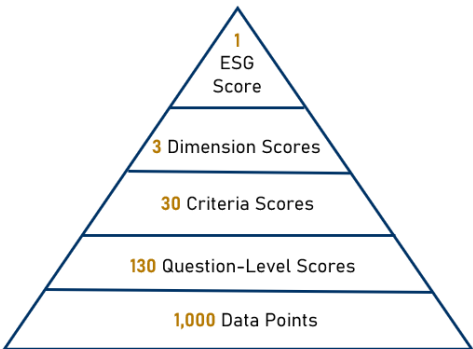 1
ESG
Score
3 Dimension Scores
30 Criteria Scores
130 Question-Level Scores
1,000 Data Points